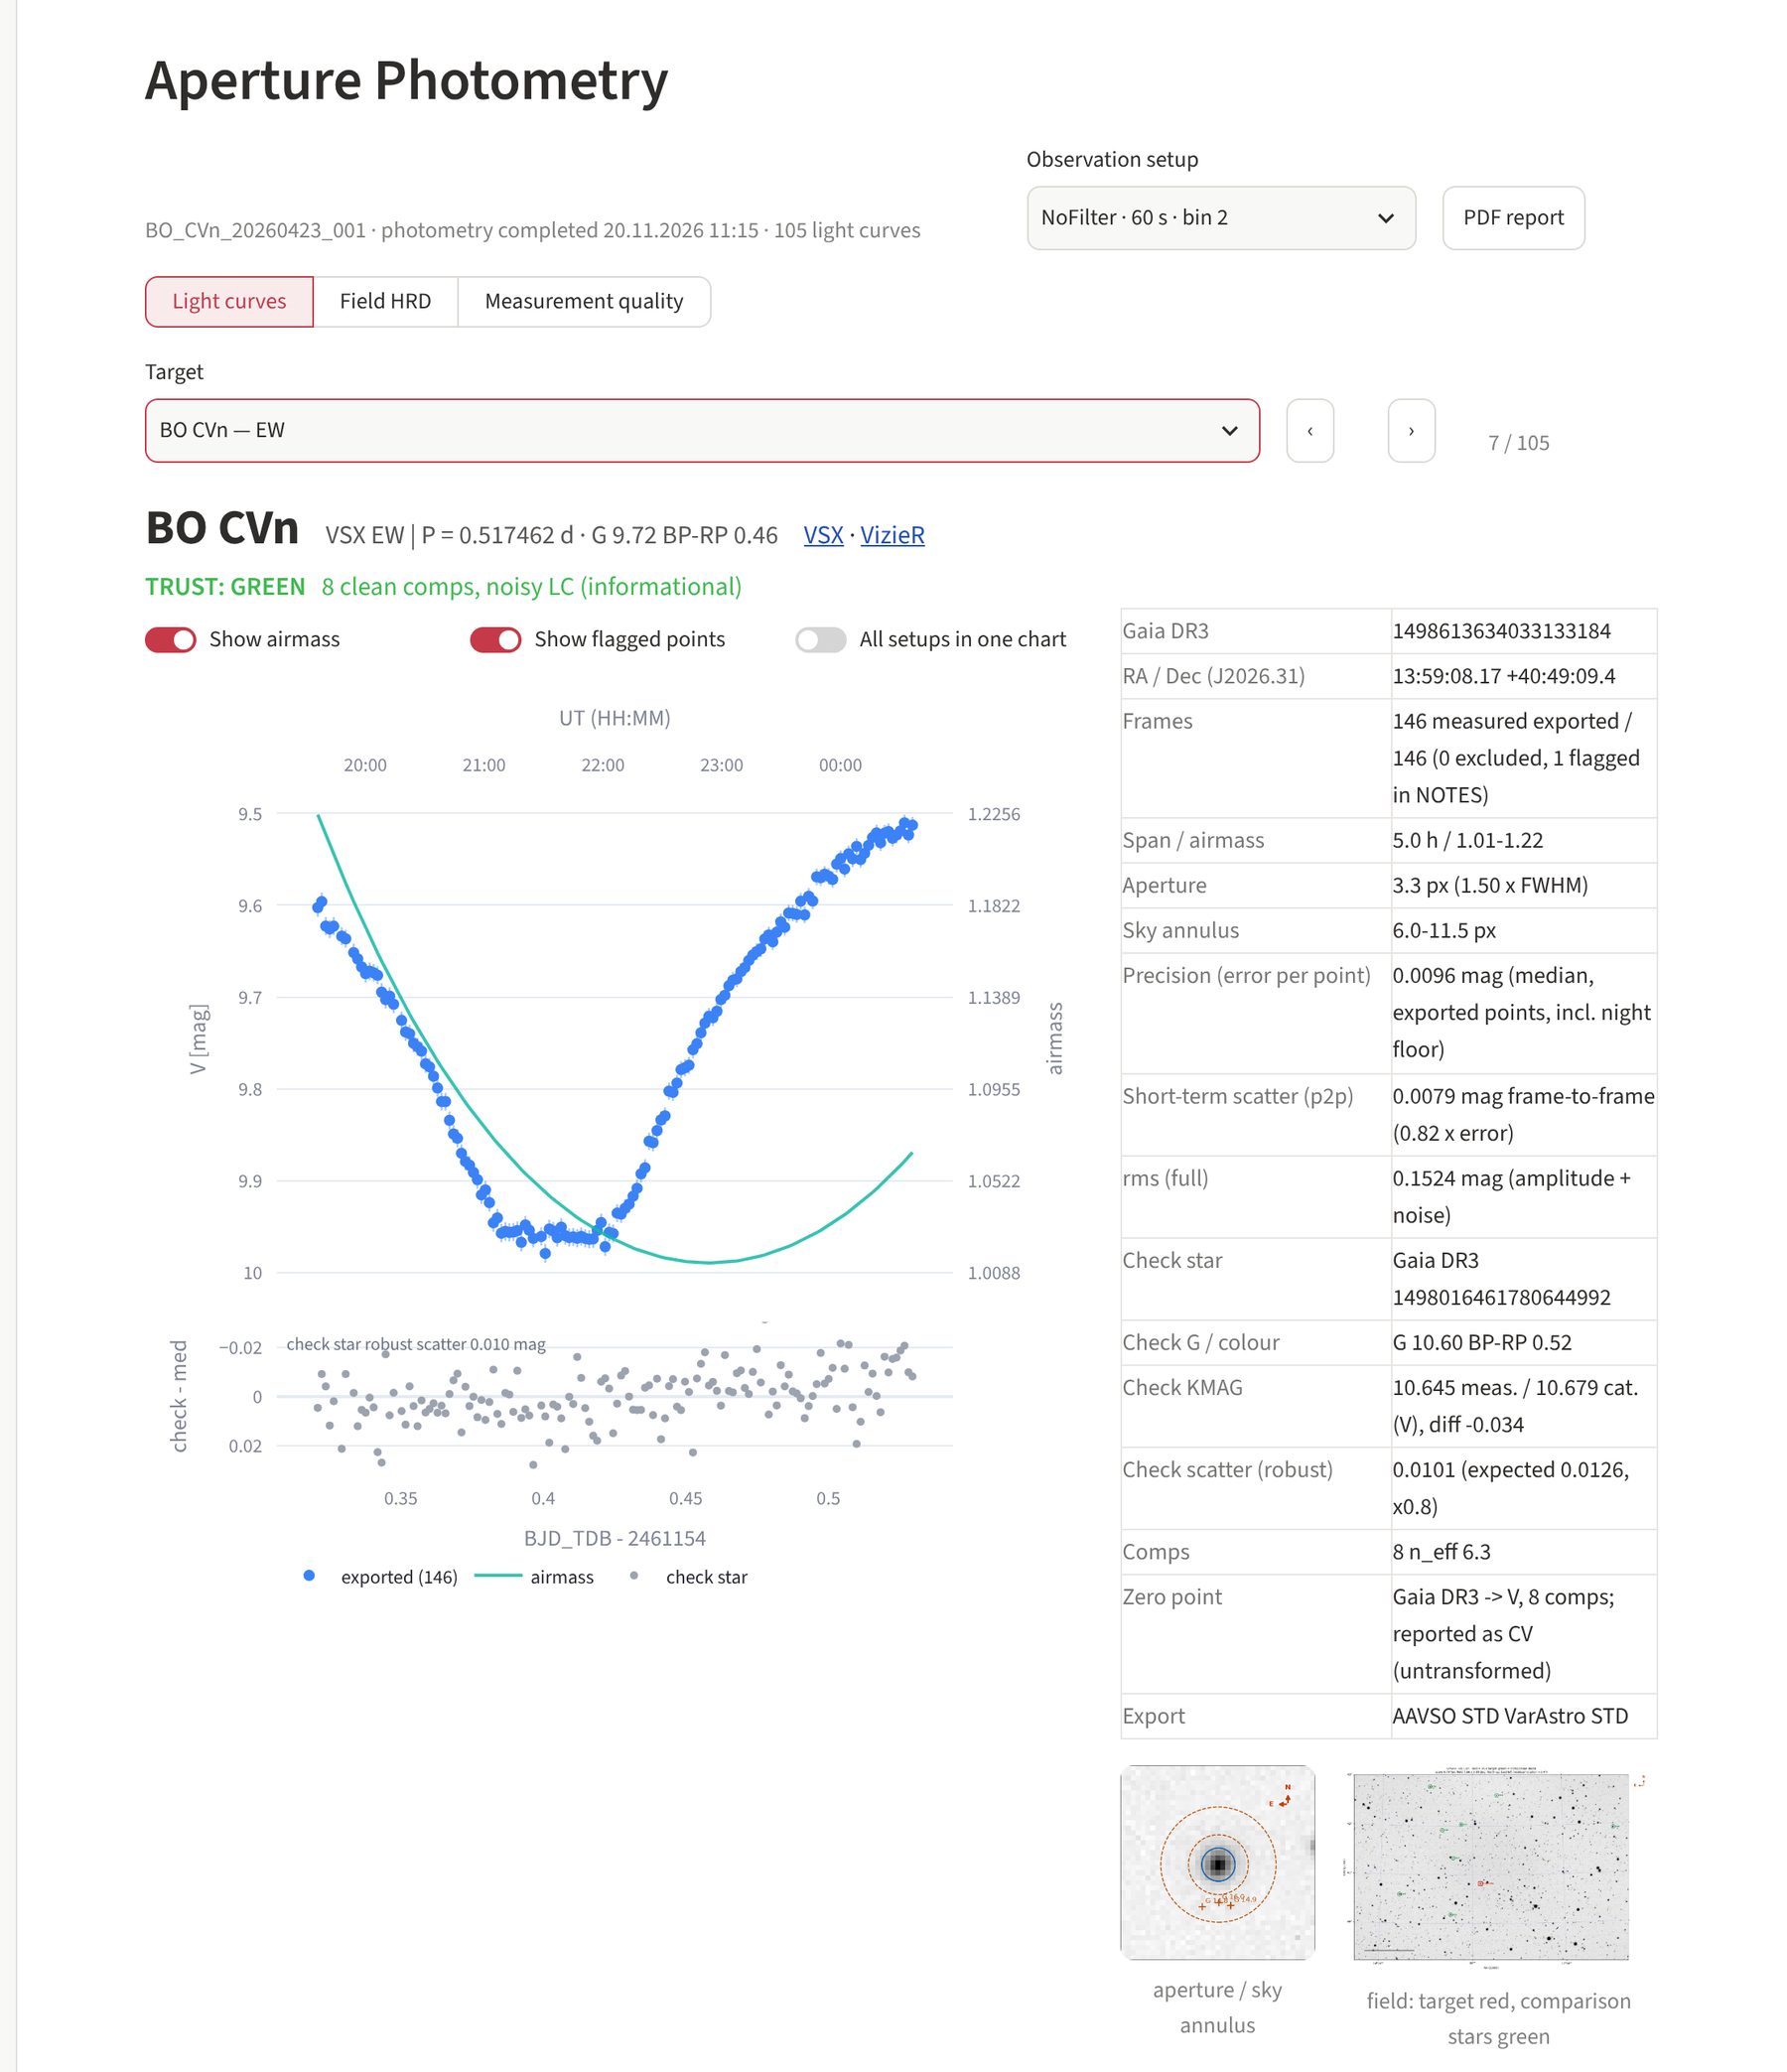 Aperture Photometry
Observation setup
NoFilter · 60 s · bin 2
PDF report
BO_CVn_20260423_001 · photometry completed 20.11.2026 11:15 · 105 light curves
Light curves
Field HRD
Measurement quality
Target
BO CVn — EW
‹
›
7 / 105
BO CVn VSX EW | P = 0.517462 d · G 9.72 BP-RP 0.46 VSX · VizieR
TRUST: GREEN 8 clean comps, noisy LC (informational)
Show airmass
Show flagged points
All setups in one chart
UT (HH:MM)
20:00 21:00 22:00 23:00 00:00
9.5
9.6
9.7
9.8
9.9
10
V [mag]
1.2256
1.1822
1.1389
1.0955
1.0522
1.0088
airmass
check star robust scatter 0.010 mag
−0.02
0
0.02
check - med
0.35 0.4 0.45 0.5
BJD_TDB - 2461154
exported (146) airmass check star
Gaia DR3 1498613634033133184
RA / Dec (J2026.31) 13:59:08.17 +40:49:09.4
Frames 146 measured exported /
146 (0 excluded, 1 flagged
in NOTES)
Span / airmass 5.0 h / 1.01-1.22
Aperture 3.3 px (1.50 x FWHM)
Sky annulus 6.0-11.5 px
Precision (error per point) 0.0096 mag (median,
exported points, incl. night
floor)
Short-term scatter (p2p) 0.0079 mag frame-to-frame
(0.82 x error)
rms (full) 0.1524 mag (amplitude +
noise)
Check star Gaia DR3
1498016461780644992
Check G / colour G 10.60 BP-RP 0.52
Check KMAG 10.645 meas. / 10.679 cat.
(V), diff -0.034
Check scatter (robust) 0.0101 (expected 0.0126,
x0.8)
Comps 8 n_eff 6.3
Zero point Gaia DR3 -> V, 8 comps;
reported as CV
(untransformed)
Export AAVSO STD VarAstro STD
N
E
aperture / sky
annulus
field: target red, comparison
stars green